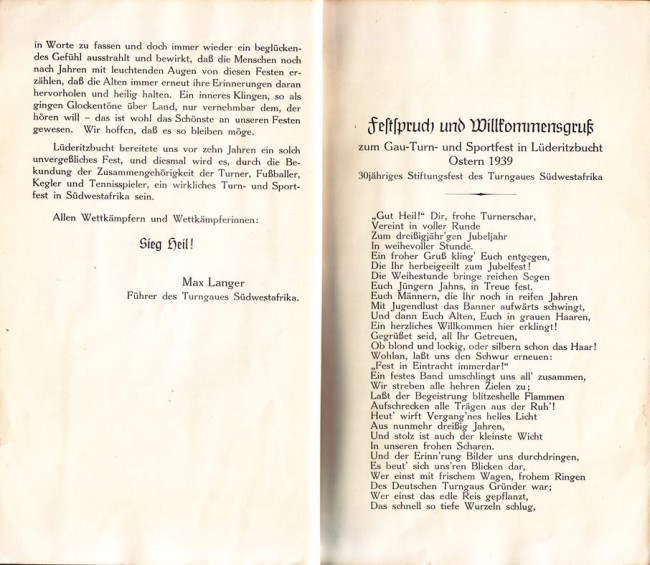 in Worte zu fassen und doch immer wieder ein beglücken-
des Gefühl ausstrahlt und bewirkt, daß die Menschen noch
nach Jahren mit leuchtenden Augen von diesen Festen er-
zählen, daß die Alten immer erneut ihre Erinnerungen daran
hervorholen und heilig halten. Ein inneres Klingen, so als
gingen Glockentöne über Land, nur vernehmbar dem, der
hören will – das ist wohl das Schönste an unseren Festen
gewesen. Wir hoffen, daß es so bleiben möge.
Lüderitzbucht bereitete uns vor zehn Jahren ein solch
unvergeßliches Fest, und diesmal wird es, durch die Be-
kundung der Zusammengehörigkeit der Turner, Fußballer,
Kegler und Tennisspieler, ein wirkliches Turn- und Sport-
fest in Südwestafrika sein.
Allen Wettkämpfern und Wettkämpferinnen:
Sieg Heil!
Max Langer
Führer des Turngaues Südwestafrika.
Festspruch und Willkommensgruß
zum Gau-Turn- und Sportfest in Lüderitzbucht
Ostern 1939
30jähriges Stiftungsfest des Turngaues Südwestafrika
„Gut Heil!" Dir, frohe Turnerschar,
Vereint in voller Runde
Zum dreißigjähr'gen Jubeljahr
In weihevoller Stunde.
Ein froher Gruß kling' Euch entgegen,
Die Ihr herbeigeeilt zum Jubelfest!
Die Weihestunde bringe reichen Segen
Euch Jüngern Jahns, in Treue fest.
Euch Männern, die Ihr noch in reifen Jahren
Mit Jugendlust das Banner aufwärts schwingt,
Und dann Euch Alten, Euch in grauen Haaren,
Ein herzliches Willkommen hier erklingt!
Gegrüßet seid, all Ihr Getreuen,
Ob blond und lockig, oder silbern schon das Haar!
Wohlan, laßt uns den Schwur erneuen:
„Fest in Eintracht immerdar!"
Ein festes Band umschlingt uns all' zusammen,
Wir streben alle hehren Zielen zu;
Laßt der Begeistrung blitzeshelle Flammen
Aufschrecken alle Trägen aus der Ruh'!
Heut' wirft Vergang'nes helles Licht
Aus nunmehr dreißig Jahren,
Und stolz ist auch der kleinste Wicht
In unseren frohen Scharen.
Und der Erinn'rung Bilder uns durchdringen,
Es beut' sich uns'ren Blicken dar,
Wer einst mit frischem Wagen, frohem Ringen
Des Deutschen Turngaus Gründer war;
Wer einst das edle Reis gepflanzt,
Das schnell so tiefe Wurzeln schlug,